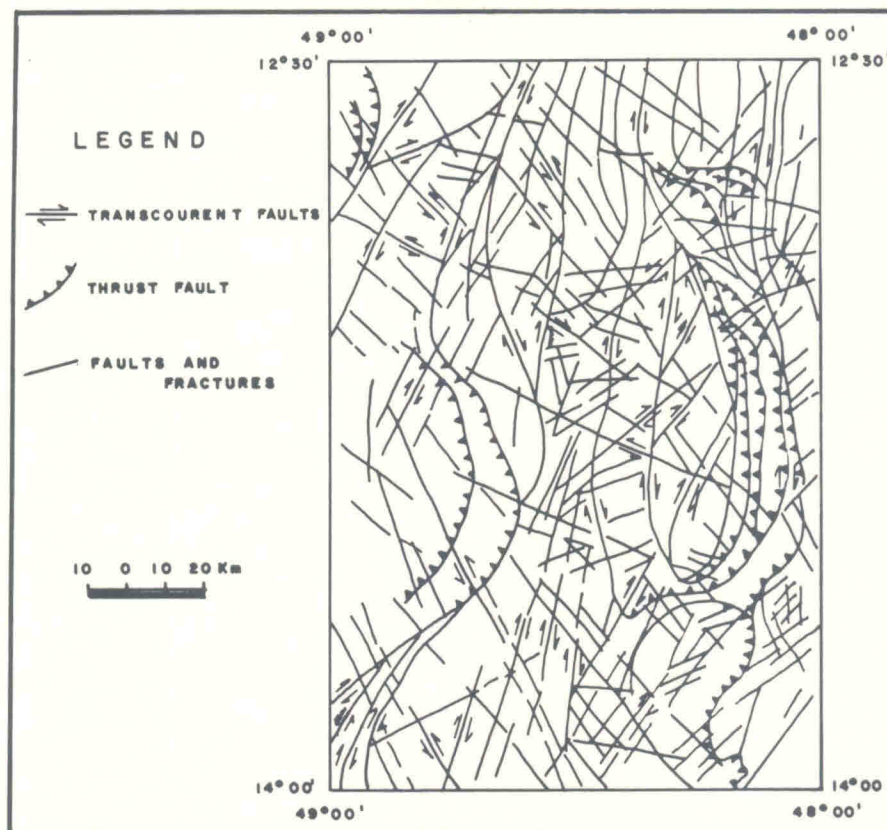 49°00'
48°00'
12°30'
12°30'
LEGEND
TRANSCOURENT FAULTS
THRUST FAULT
FAULTS AND
FRACTURES
10 0 10 20 Km
14°00'
14°00
49°00'
48°00'